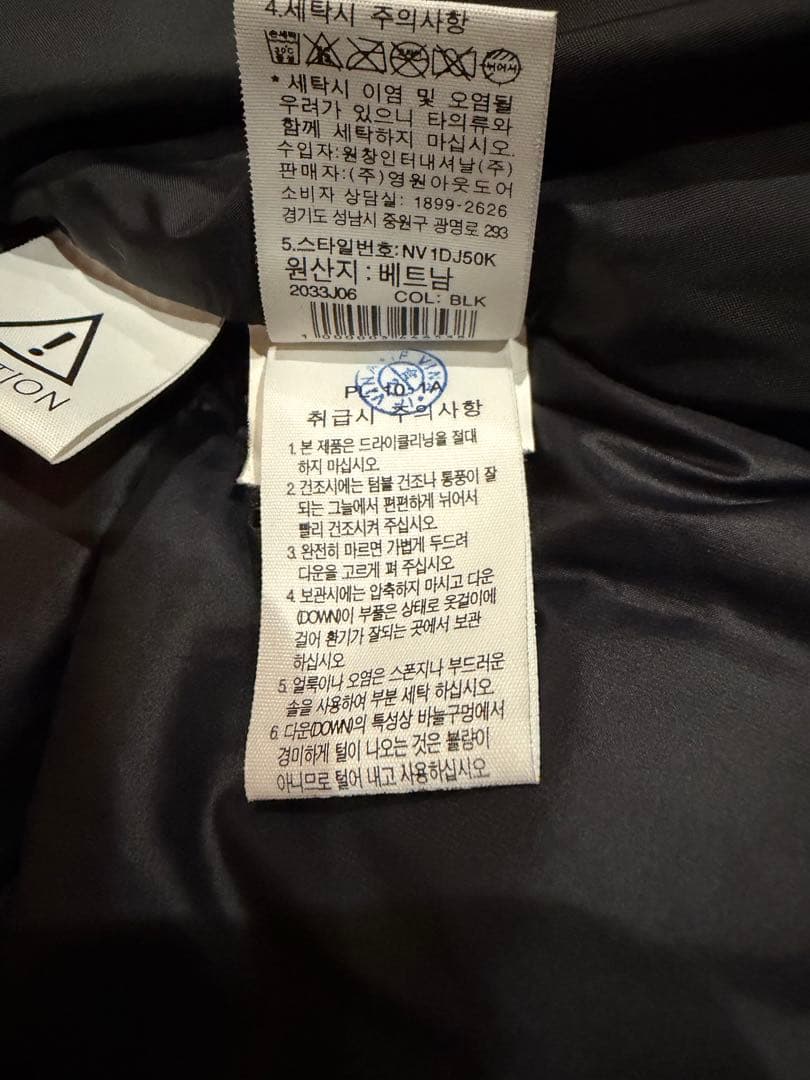 4.세탁시 주의사항
손세탁
30°C
중성
뉘어서
* 세탁시 이염 및 오염될
우려가 있으니 타의류와
함께 세탁하지 마십시오.
수입자:원창인터내셔날(주)
판매자:(주)영원아웃도어
소비자 상담실: 1899-2626
경기도 성남시 중원구 광명로 293
5.스타일번호:NV1DJ50K
원산지:베트남
2033J06 COL: BLK
TION
PL-10-1A
취급시 주의사항
1. 본 제품은 드라이클리닝을 절대
하지 마십시오.
2. 건조시에는 텀블 건조나 통풍이 잘
되는 그늘에서 편편하게 뉘어서
빨리 건조시켜 주십시오.
3. 완전히 마르면 가볍게 두드려
다운을 고르게 펴 주십시오.
4. 보관시에는 압축하지 마시고 다운
(DOWN)이 부풀은 상태로 옷걸이에
걸어 환기가 잘되는 곳에서 보관
하십시오
5. 얼룩이나 오염은 스폰지나 부드러운
솔을 사용하여 부분 세탁 하십시오.
6. 다운(DOWN)의 특성상 바늘구멍에서
경미하게 털이 나오는 것은 불량이
아니므로 털어 내고 사용하십시오